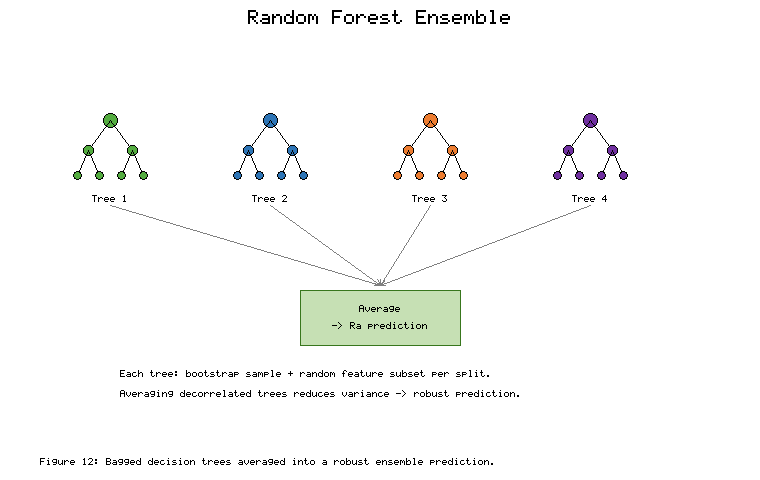 Random Forest Ensemble
Tree 1 Tree 2 Tree 3 Tree 4
Average
-> Ra prediction
Each tree: bootstrap sample + random feature subset per split.
Averaging decorrelated trees reduces variance -> robust prediction.
Figure 12: Bagged decision trees averaged into a robust ensemble prediction.